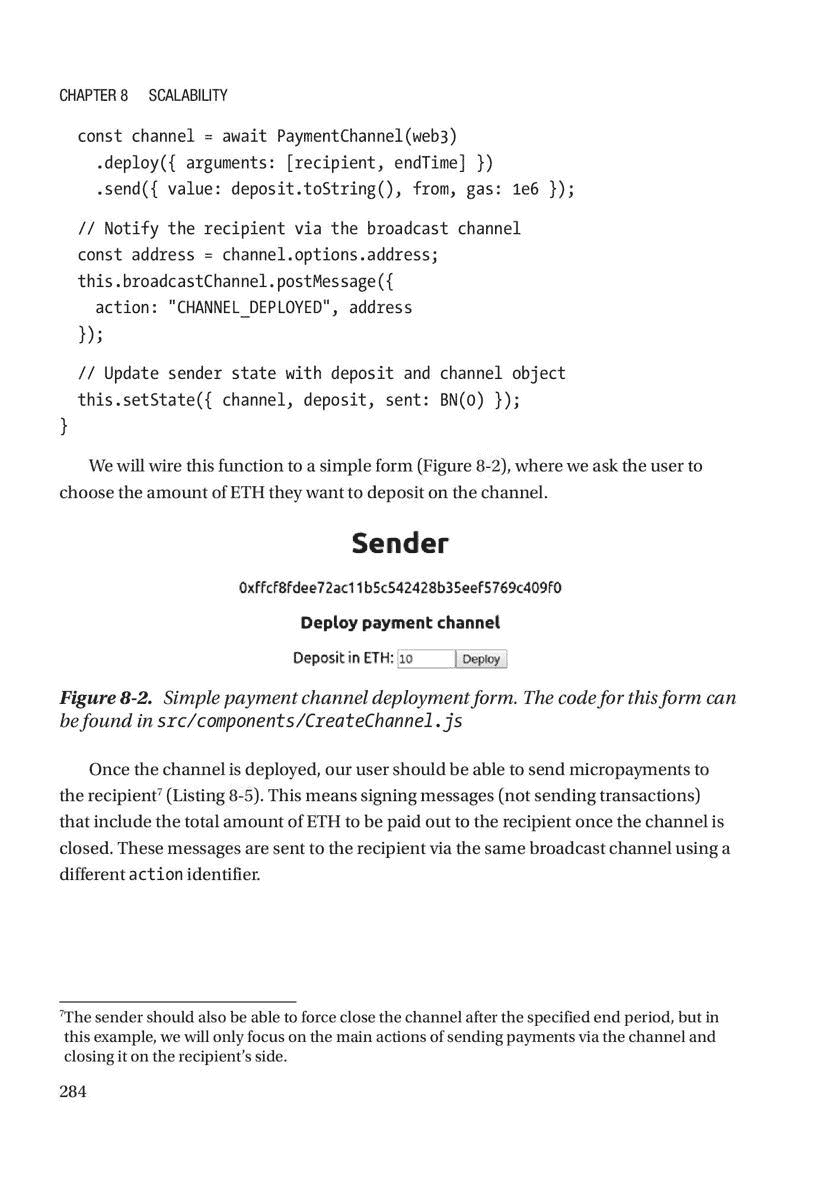 CHAPTER 8 SCALABILITY
const channel = await PaymentChannel(web3)
.deploy({ arguments: [recipient, endTime] })
.send({ value: deposit.toString(), from, gas: 1e6 });
// Notify the recipient via the broadcast channel
const address = channel.options.address;
this.broadcastChannel.postMessage({
action: "CHANNEL_DEPLOYED", address
});
// Update sender state with deposit and channel object
this.setState({ channel, deposit, sent: BN(0) });
}
We will wire this function to a simple form (Figure 8-2), where we ask the user to
choose the amount of ETH they want to deposit on the channel.
Sender
0xffcf8fdee72ac11b5c542428b35eef5769c409f0
Deploy payment channel
Deposit in ETH: 10 Deploy
Figure 8-2. Simple payment channel deployment form. The code for this form can
be found in src/components/CreateChannel.js
Once the channel is deployed, our user should be able to send micropayments to
the recipient⁷ (Listing 8-5). This means signing messages (not sending transactions)
that include the total amount of ETH to be paid out to the recipient once the channel is
closed. These messages are sent to the recipient via the same broadcast channel using a
different action identifier.
⁷The sender should also be able to force close the channel after the specified end period, but in
this example, we will only focus on the main actions of sending payments via the channel and
closing it on the recipient's side.
284